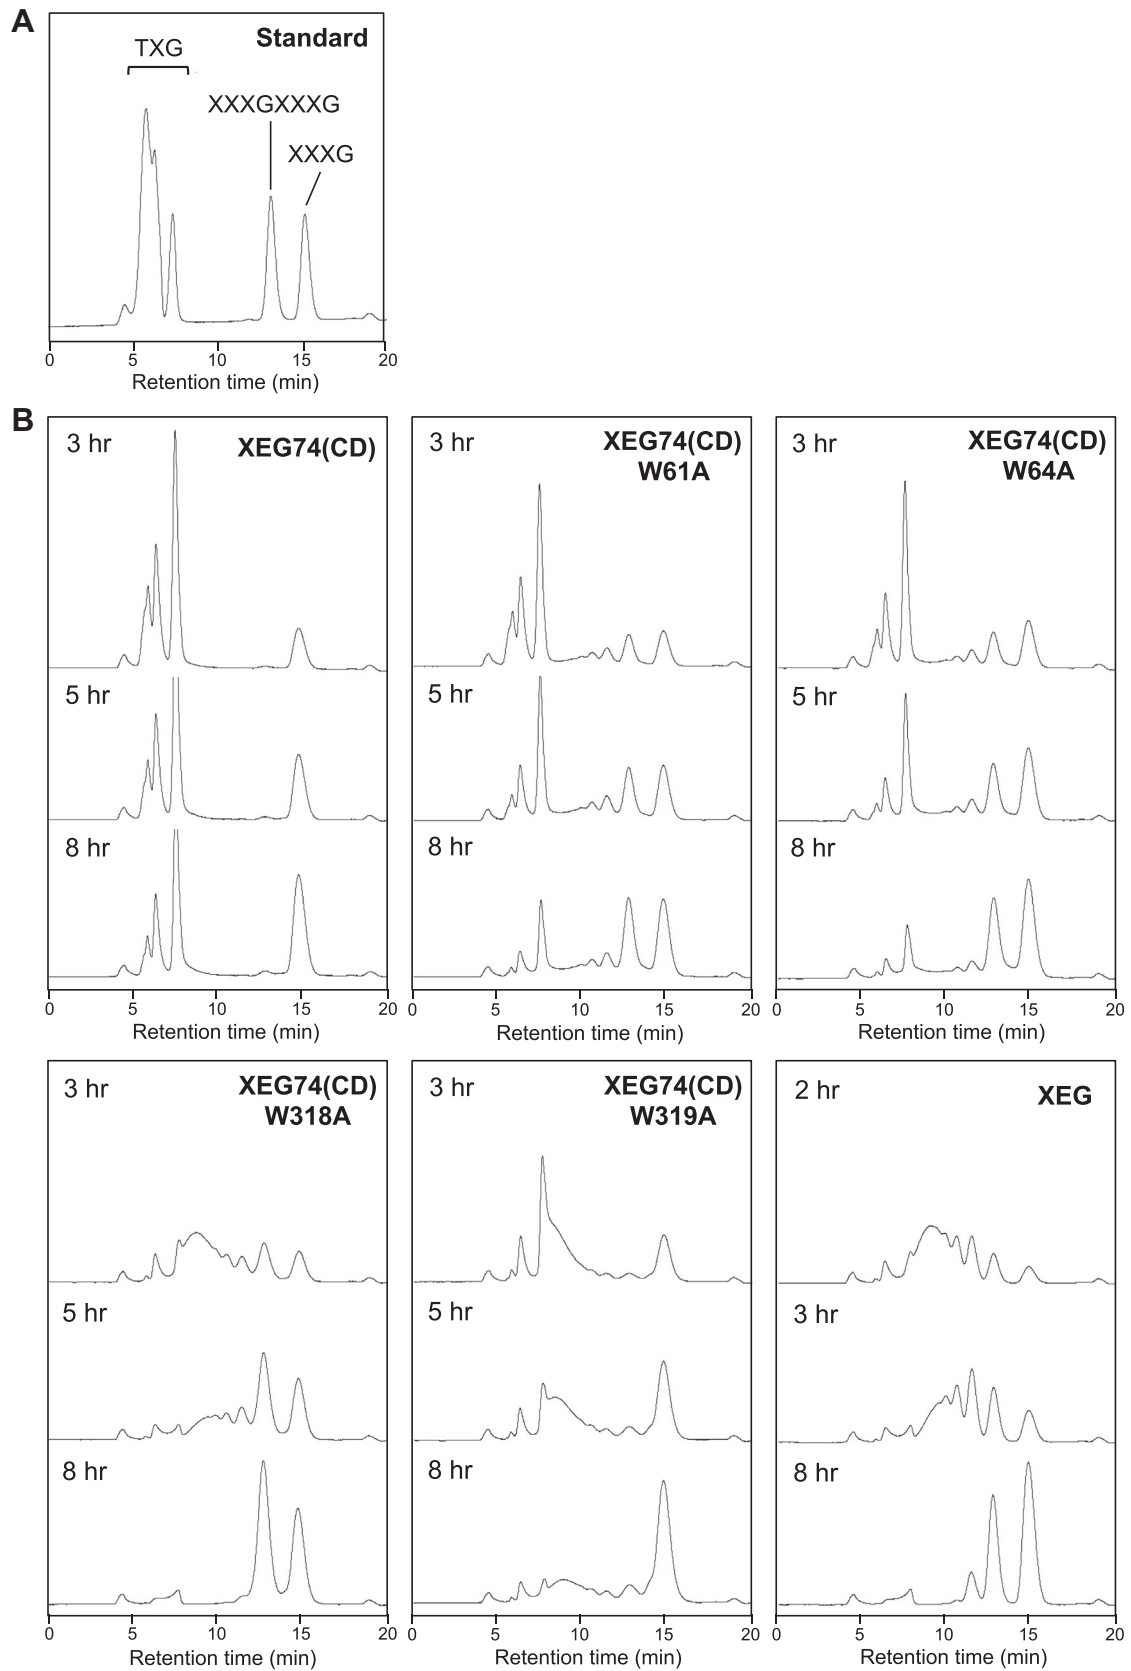 A
Standard
TXG
XXXGXXXG
XXXG
0 5 10 15 20
Retention time (min)
B
3 hr
XEG74(CD)
5 hr
8 hr
0 5 10 15 20
Retention time (min)
3 hr
XEG74(CD)
W61A
5 hr
8 hr
0 5 10 15 20
Retention time (min)
3 hr
XEG74(CD)
W64A
5 hr
8 hr
0 5 10 15 20
Retention time (min)
3 hr
XEG74(CD)
W318A
5 hr
8 hr
0 5 10 15 20
Retention time (min)
3 hr
XEG74(CD)
W319A
5 hr
8 hr
0 5 10 15 20
Retention time (min)
2 hr
XEG
3 hr
8 hr
0 5 10 15 20
Retention time (min)